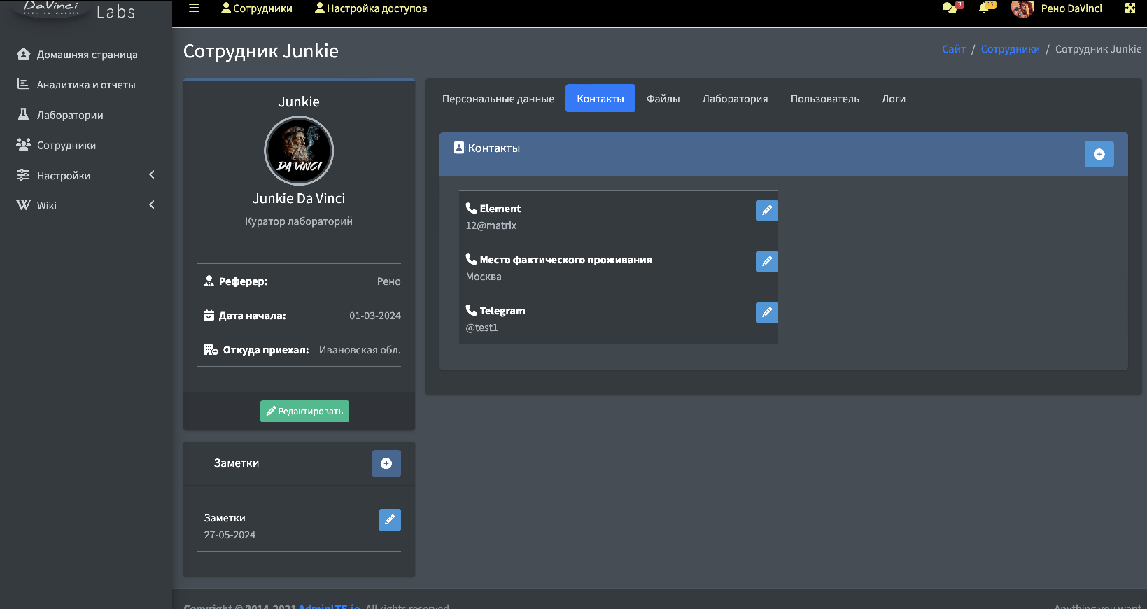 DaVinci
Labs
Сотрудники
Настройка доступов
Рено DaVinci
Домашняя страница
Аналитика и отчеты
Лаборатории
Сотрудники
Настройки
Wiki
Сотрудник Junkie
Сайт / Сотрудники / Сотрудник Junkie
Junkie
DA VINCI
Junkie Da Vinci
Куратор лабораторий
Реферер: Рено
Дата начала: 01-03-2024
Откуда приехал: Ивановская обл.
Редактировать
Заметки
Заметки
27-05-2024
Персональные данные Контакты Файлы Лаборатория Пользователь Логи
Контакты
Element
12@matrix
Место фактического проживания
Москва
Telegram
@test1
Copyright © 2014-2021 AdminLTE.io. All rights reserved.
Anything you want